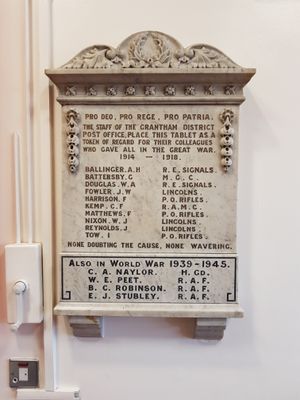 PRO DEO, PRO REGE, PRO PATRIA.
THE STAFF OF THE GRANTHAM DISTRICT
POST OFFICE, PLACE THIS TABLET AS A
TOKEN OF REGARD FOR THEIR COLLEAGUES
WHO GAVE ALL IN THE GREAT WAR
1914 — 1918.
BALLINGER, A.H R.E. SIGNALS.
BATTERSBY, G M.G.C.
DOUGLAS, W.A R.E. SIGNALS.
FOWLER, J.W LINCOLNS.
HARRISON, F P.O. RIFLES.
KEMP, C.F R.A.M.C.
MATTHEWS, F P.O. RIFLES.
NIXON, W.J LINCOLNS.
REYNOLDS, J LINCOLNS.
TOW, I P.O. RIFLES.
NONE DOUBTING THE CAUSE, NONE WAVERING.
ALSO IN WORLD WAR 1939-1945.
C. A. NAYLOR. H. GD.
W. E. PEET. R. A. F.
B. C. ROBINSON. R. A. F.
E. J. STUBLEY. R. A. F.